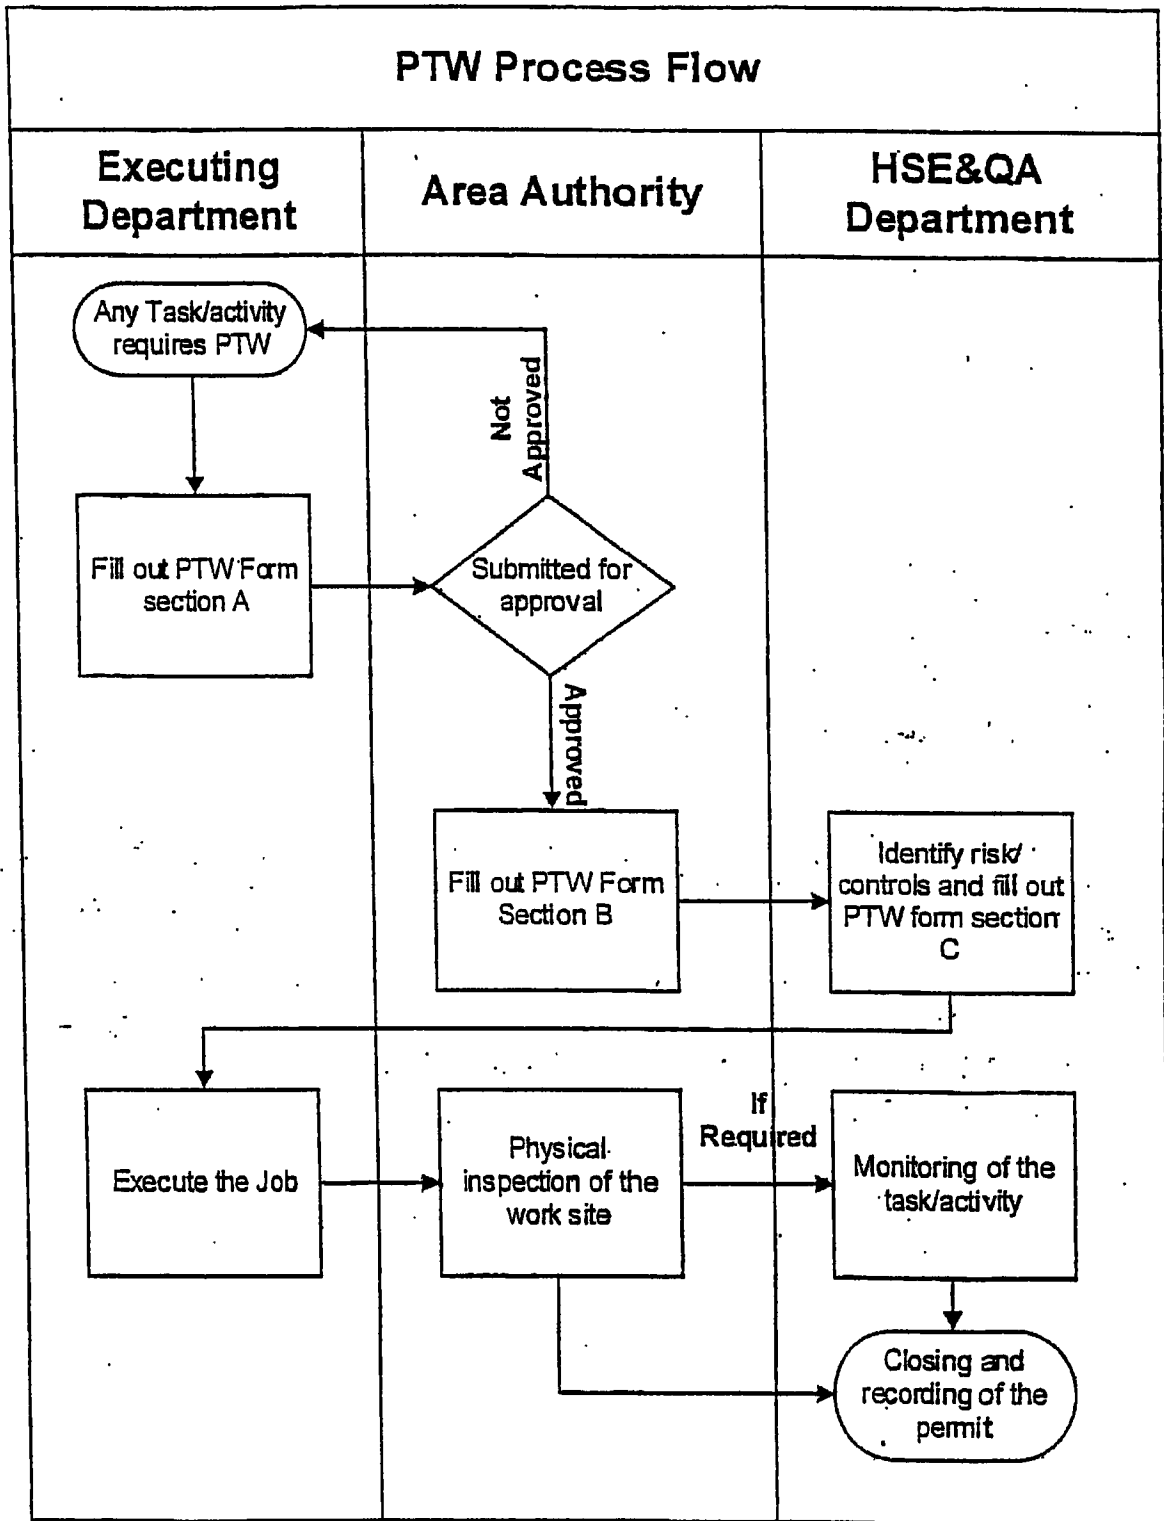 PTW Process Flow
Executing
Department
Area Authority
HSE&QA
Department
Any Task/activity
requires PTW
Not
Approved
Fill out PTW Form
section A
Submitted for
approval
Approved
Fill out PTW Form
Section B
Identify risk/
controls and fill out
PTW form section
C
Execute the Job
Physical
inspection of the
work site
If
Required
Monitoring of the
task/activity
Closing and
recording of the
permit